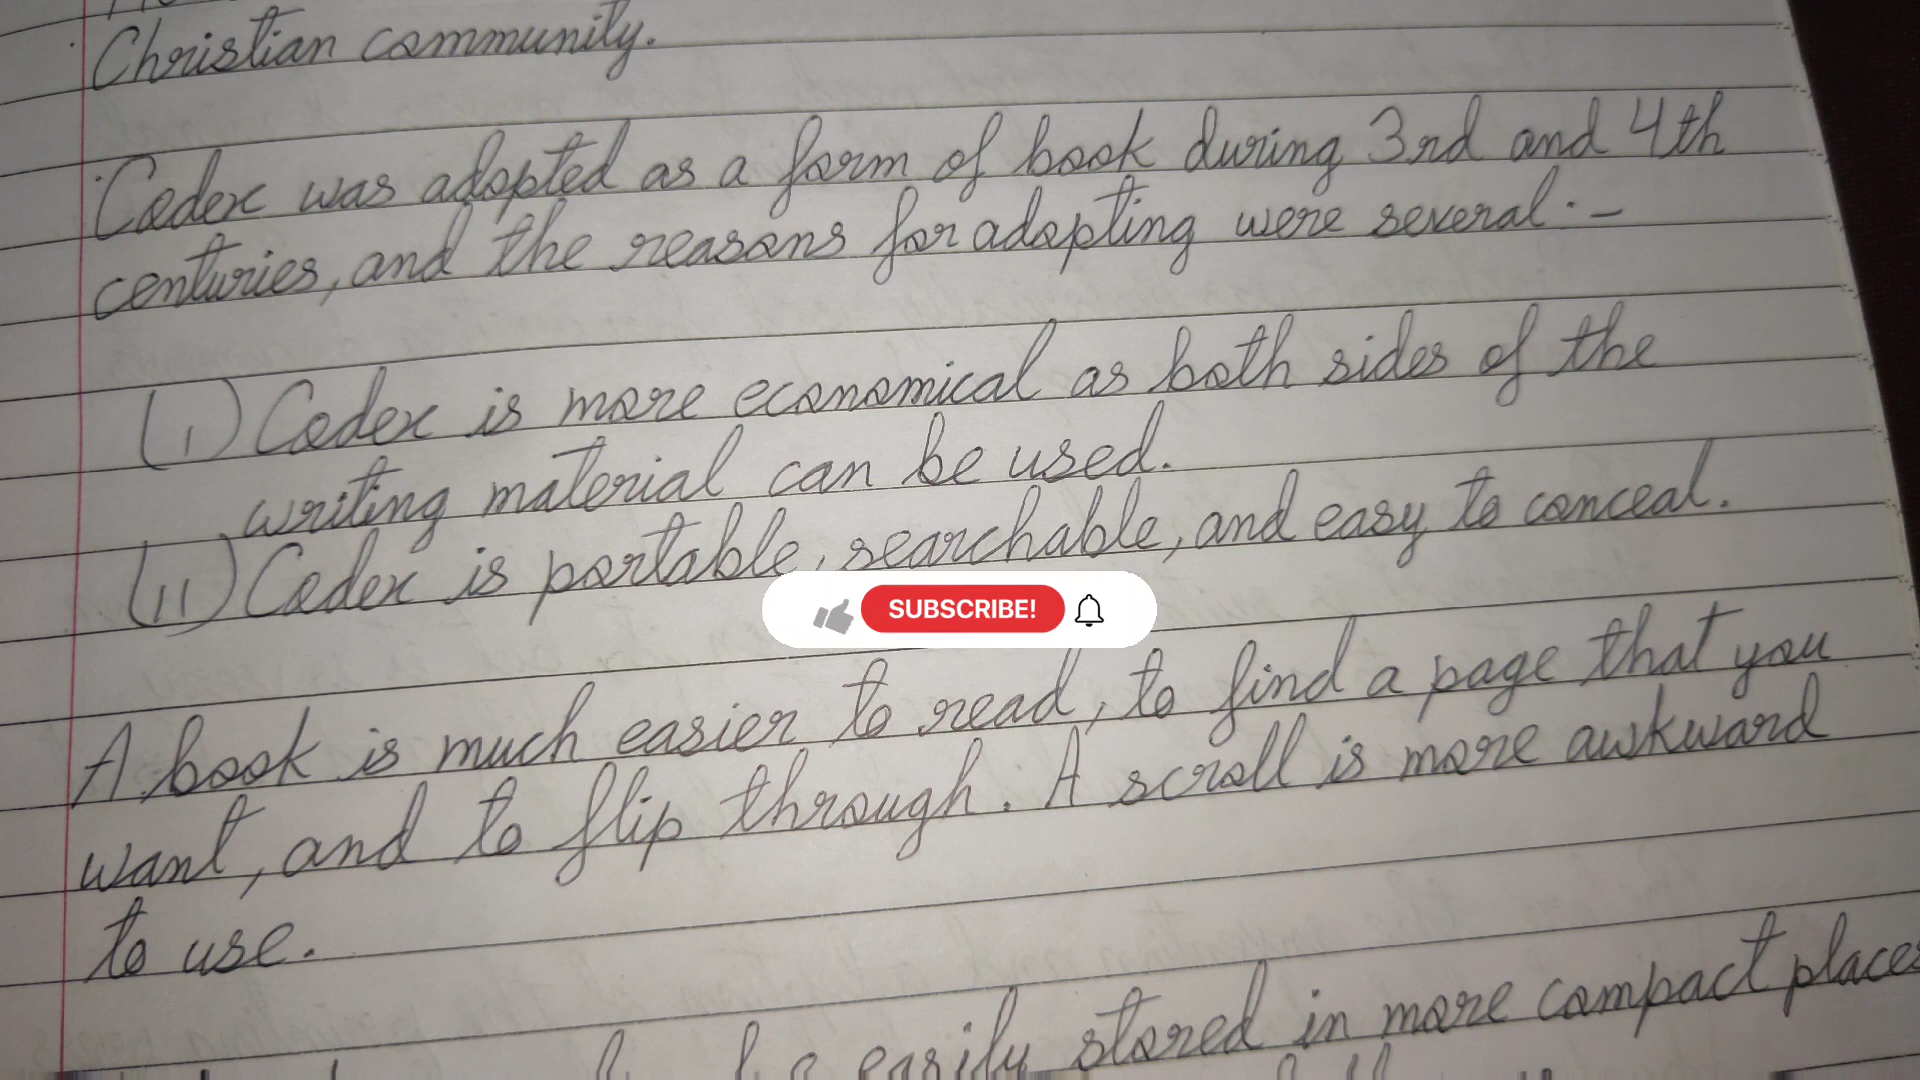 Christian community.
Codex was adopted as a form of book during 3rd and 4th
centuries, and the reasons for adopting were several :-
(I) Codex is more economical as both sides of the
writing material can be used.
(II) Codex is portable, searchable, and easy to conceal.
SUBSCRIBE!
A book is much easier to read, to find a page that you
want, and to flip through. A scroll is more awkward
to use.
easily stored in more compact places